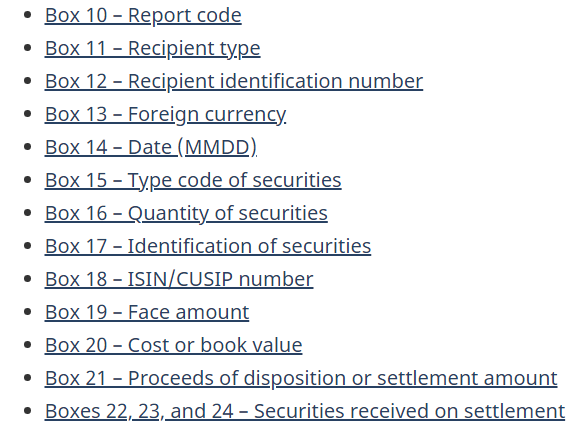 Box 10 – Report code
Box 11 – Recipient type
Box 12 – Recipient identification number
Box 13 – Foreign currency
Box 14 – Date (MMDD)
Box 15 – Type code of securities
Box 16 – Quantity of securities
Box 17 – Identification of securities
Box 18 – ISIN/CUSIP number
Box 19 – Face amount
Box 20 – Cost or book value
Box 21 – Proceeds of disposition or settlement amount
Boxes 22, 23, and 24 – Securities received on settlement